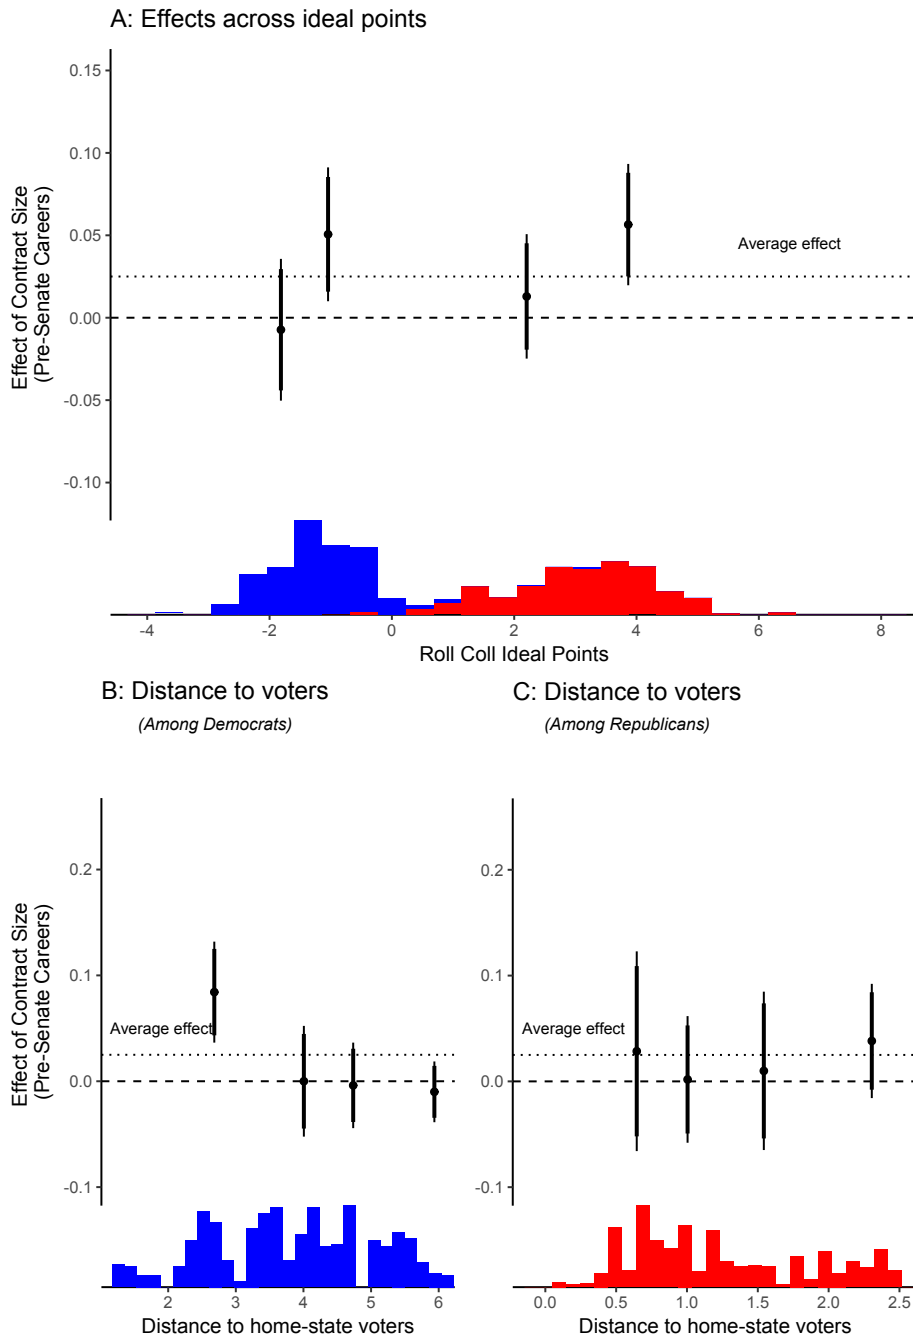 A: Effects across ideal points
0.15
0.10
0.05
0.00
-0.05
-0.10
Effect of Contract Size
(Pre-Senate Careers)
Average effect
-4 -2 0 2 4 6 8
Roll Coll Ideal Points
B: Distance to voters
(Among Democrats)
0.2
0.1
0.0
-0.1
Effect of Contract Size
(Pre-Senate Careers)
Average effect
2 3 4 5 6
Distance to home-state voters
C: Distance to voters
(Among Republicans)
0.2
0.1
0.0
-0.1
Average effect
0.0 0.5 1.0 1.5 2.0 2.5
Distance to home-state voters